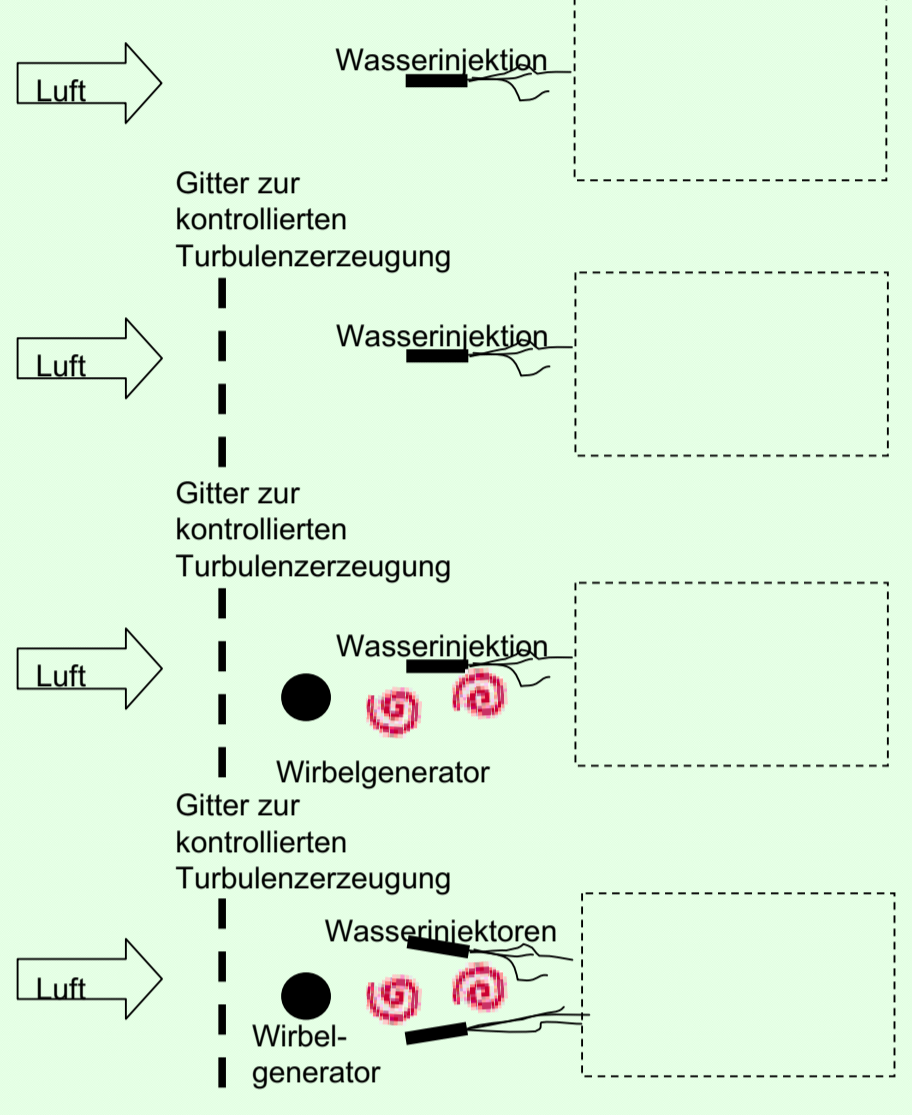 Wasserinjektion
Luft
Gitter zur
kontrollierten
Turbulenzerzeugung
Wasserinjektion
Luft
Gitter zur
kontrollierten
Turbulenzerzeugung
Wasserinjektion
Luft
Wirbelgenerator
Gitter zur
kontrollierten
Turbulenzerzeugung
Wasserinjektoren
Luft
Wirbel-
generator